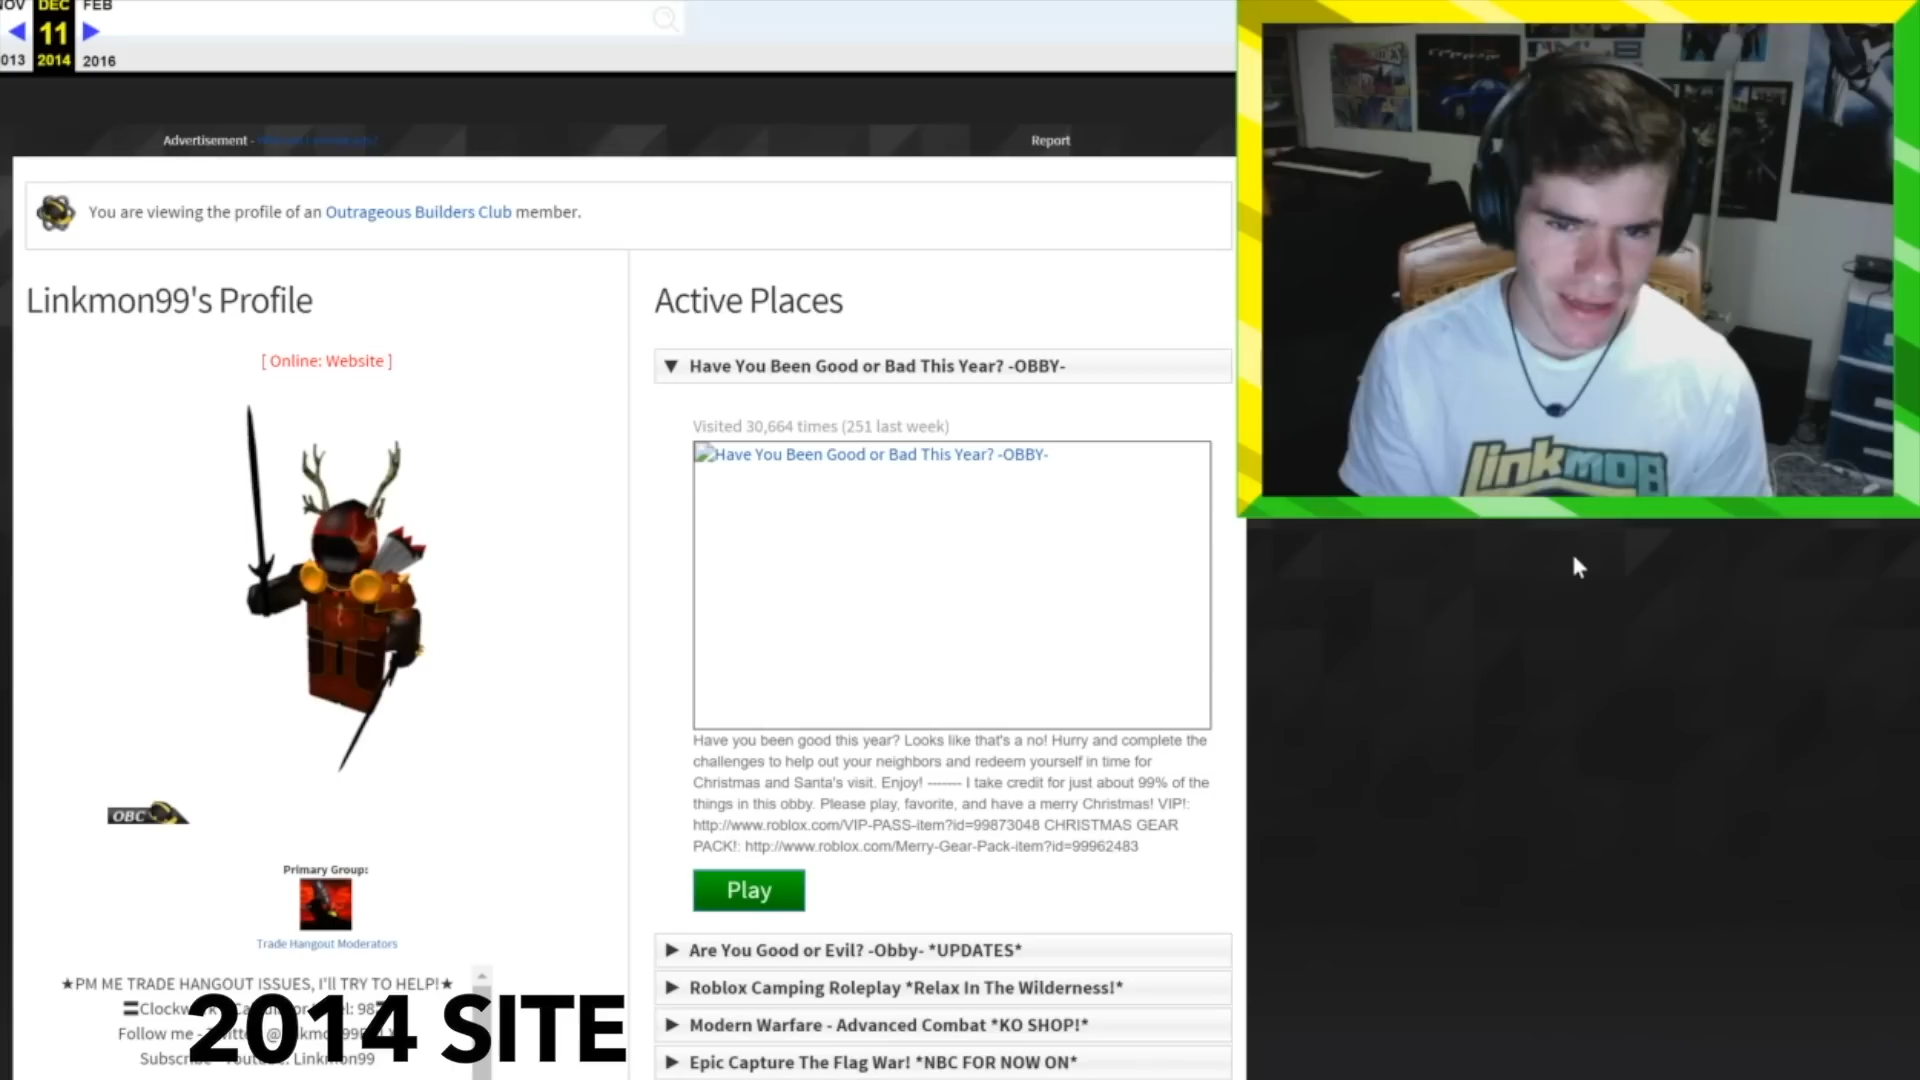 NOV DEC FEB
11
013 2014 2016
Advertisement -
Report
You are viewing the profile of an Outrageous Builders Club member.
Linkmon99's Profile
[ Online: Website ]
OBC
Primary Group:
Trade Hangout Moderators
★PM ME TRADE HANGOUT ISSUES, I'll TRY TO HELP!★
Follow me -
Subscribe Linkmon99
2014 SITE
Active Places
▼ Have You Been Good or Bad This Year? -OBBY-
Visited 30,664 times (251 last week)
Have You Been Good or Bad This Year? -OBBY-
Have you been good this year? Looks like that's a no! Hurry and complete the
challenges to help out your neighbors and redeem yourself in time for
Christmas and Santa's visit. Enjoy! ------- I take credit for just about 99% of the
things in this obby. Please play, favorite, and have a merry Christmas! VIP!:
http://www.roblox.com/VIP-PASS-item?id=99873048 CHRISTMAS GEAR
PACK!: http://www.roblox.com/Merry-Gear-Pack-item?id=99962483
Play
▶ Are You Good or Evil? -Obby- *UPDATES*
▶ Roblox Camping Roleplay *Relax In The Wilderness!*
▶ Modern Warfare - Advanced Combat *KO SHOP!*
▶ Epic Capture The Flag War! *NBC FOR NOW ON*
linkmob